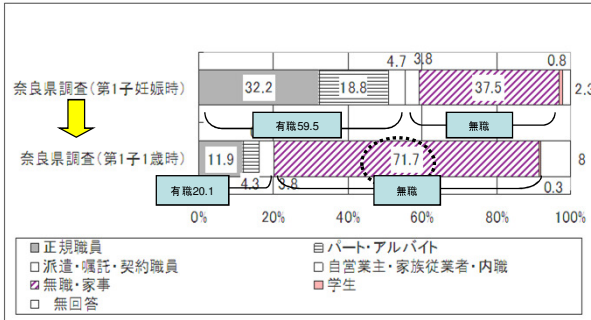 4.7 3.8 0.8
奈良県調査(第1子妊娠時) 32.2 18.8 37.5 2.3
有職59.5 無職
奈良県調査(第1子1歳時) 11.9 71.7 8
有職20.1 4.3 3.8 無職 0.3
0% 20% 40% 60% 80% 100%
正規職員 パート・アルバイト
派遣・嘱託・契約職員 自営業主・家族従業者・内職
無職・家事 学生
無回答